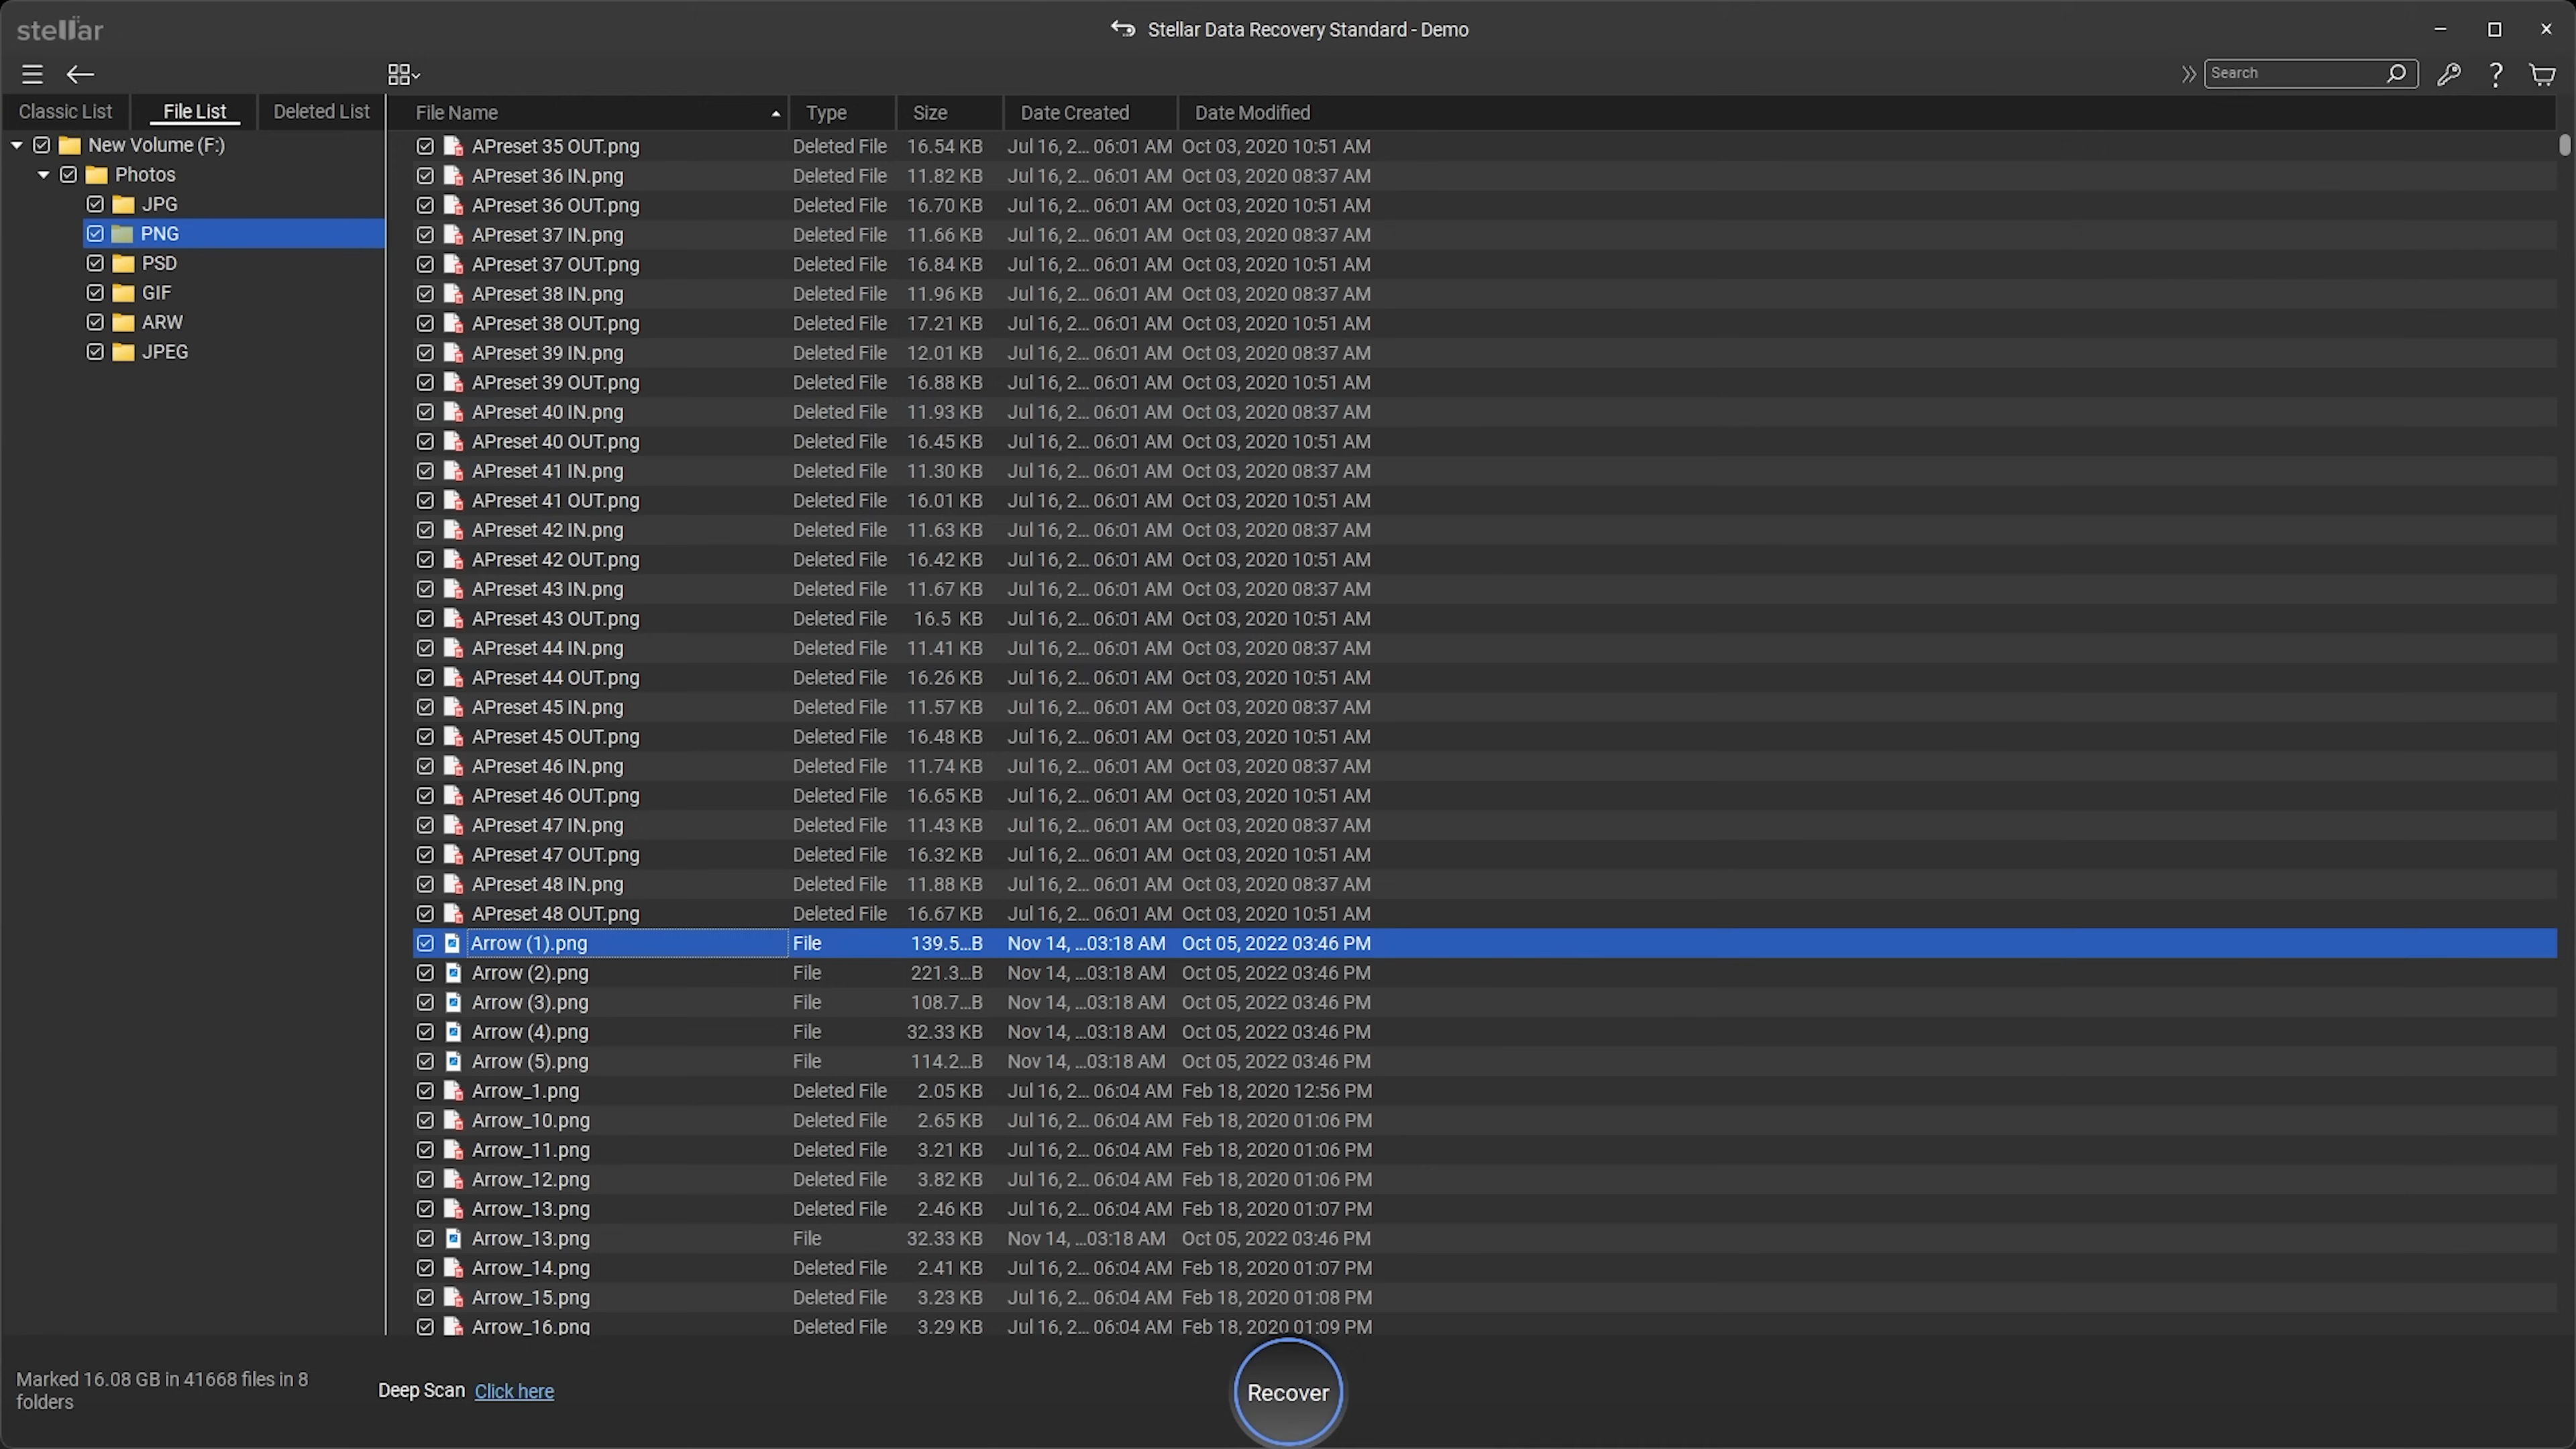 stellar
Stellar Data Recovery Standard - Demo
Search
Classic List File List Deleted List
File Name Type Size Date Created Date Modified
New Volume (F:)
Photos
JPG
PNG
PSD
GIF
ARW
JPEG
APreset 35 OUT.png Deleted File 16.54 KB Jul 16, 2... 06:01 AM Oct 03, 2020 10:51 AM
APreset 36 IN.png Deleted File 11.82 KB Jul 16, 2... 06:01 AM Oct 03, 2020 08:37 AM
APreset 36 OUT.png Deleted File 16.70 KB Jul 16, 2... 06:01 AM Oct 03, 2020 10:51 AM
APreset 37 IN.png Deleted File 11.66 KB Jul 16, 2... 06:01 AM Oct 03, 2020 08:37 AM
APreset 37 OUT.png Deleted File 16.84 KB Jul 16, 2... 06:01 AM Oct 03, 2020 10:51 AM
APreset 38 IN.png Deleted File 11.96 KB Jul 16, 2... 06:01 AM Oct 03, 2020 08:37 AM
APreset 38 OUT.png Deleted File 17.21 KB Jul 16, 2... 06:01 AM Oct 03, 2020 10:51 AM
APreset 39 IN.png Deleted File 12.01 KB Jul 16, 2... 06:01 AM Oct 03, 2020 08:37 AM
APreset 39 OUT.png Deleted File 16.88 KB Jul 16, 2... 06:01 AM Oct 03, 2020 10:51 AM
APreset 40 IN.png Deleted File 11.93 KB Jul 16, 2... 06:01 AM Oct 03, 2020 08:37 AM
APreset 40 OUT.png Deleted File 16.45 KB Jul 16, 2... 06:01 AM Oct 03, 2020 10:51 AM
APreset 41 IN.png Deleted File 11.30 KB Jul 16, 2... 06:01 AM Oct 03, 2020 08:37 AM
APreset 41 OUT.png Deleted File 16.01 KB Jul 16, 2... 06:01 AM Oct 03, 2020 10:51 AM
APreset 42 IN.png Deleted File 11.63 KB Jul 16, 2... 06:01 AM Oct 03, 2020 08:37 AM
APreset 42 OUT.png Deleted File 16.42 KB Jul 16, 2... 06:01 AM Oct 03, 2020 10:51 AM
APreset 43 IN.png Deleted File 11.67 KB Jul 16, 2... 06:01 AM Oct 03, 2020 08:37 AM
APreset 43 OUT.png Deleted File 16.5 KB Jul 16, 2... 06:01 AM Oct 03, 2020 10:51 AM
APreset 44 IN.png Deleted File 11.41 KB Jul 16, 2... 06:01 AM Oct 03, 2020 08:37 AM
APreset 44 OUT.png Deleted File 16.26 KB Jul 16, 2... 06:01 AM Oct 03, 2020 10:51 AM
APreset 45 IN.png Deleted File 11.57 KB Jul 16, 2... 06:01 AM Oct 03, 2020 08:37 AM
APreset 45 OUT.png Deleted File 16.48 KB Jul 16, 2... 06:01 AM Oct 03, 2020 10:51 AM
APreset 46 IN.png Deleted File 11.74 KB Jul 16, 2... 06:01 AM Oct 03, 2020 08:37 AM
APreset 46 OUT.png Deleted File 16.65 KB Jul 16, 2... 06:01 AM Oct 03, 2020 10:51 AM
APreset 47 IN.png Deleted File 11.43 KB Jul 16, 2... 06:01 AM Oct 03, 2020 08:37 AM
APreset 47 OUT.png Deleted File 16.32 KB Jul 16, 2... 06:01 AM Oct 03, 2020 10:51 AM
APreset 48 IN.png Deleted File 11.88 KB Jul 16, 2... 06:01 AM Oct 03, 2020 08:37 AM
APreset 48 OUT.png Deleted File 16.67 KB Jul 16, 2... 06:01 AM Oct 03, 2020 10:51 AM
Arrow (1).png File 139.5...B Nov 14, ...03:18 AM Oct 05, 2022 03:46 PM
Arrow (2).png File 221.3...B Nov 14, ...03:18 AM Oct 05, 2022 03:46 PM
Arrow (3).png File 108.7...B Nov 14, ...03:18 AM Oct 05, 2022 03:46 PM
Arrow (4).png File 32.33 KB Nov 14, ...03:18 AM Oct 05, 2022 03:46 PM
Arrow (5).png File 114.2...B Nov 14, ...03:18 AM Oct 05, 2022 03:46 PM
Arrow_1.png Deleted File 2.05 KB Jul 16, 2... 06:04 AM Feb 18, 2020 12:56 PM
Arrow_10.png Deleted File 2.65 KB Jul 16, 2... 06:04 AM Feb 18, 2020 01:06 PM
Arrow_11.png Deleted File 3.21 KB Jul 16, 2... 06:04 AM Feb 18, 2020 01:06 PM
Arrow_12.png Deleted File 3.82 KB Jul 16, 2... 06:04 AM Feb 18, 2020 01:06 PM
Arrow_13.png Deleted File 2.46 KB Jul 16, 2... 06:04 AM Feb 18, 2020 01:07 PM
Arrow_13.png File 32.33 KB Nov 14, ...03:18 AM Oct 05, 2022 03:46 PM
Arrow_14.png Deleted File 2.41 KB Jul 16, 2... 06:04 AM Feb 18, 2020 01:07 PM
Arrow_15.png Deleted File 3.23 KB Jul 16, 2... 06:04 AM Feb 18, 2020 01:08 PM
Arrow_16.png Deleted File 3.29 KB Jul 16, 2... 06:04 AM Feb 18, 2020 01:09 PM
Marked 16.08 GB in 41668 files in 8
folders
Deep Scan Click here
Recover